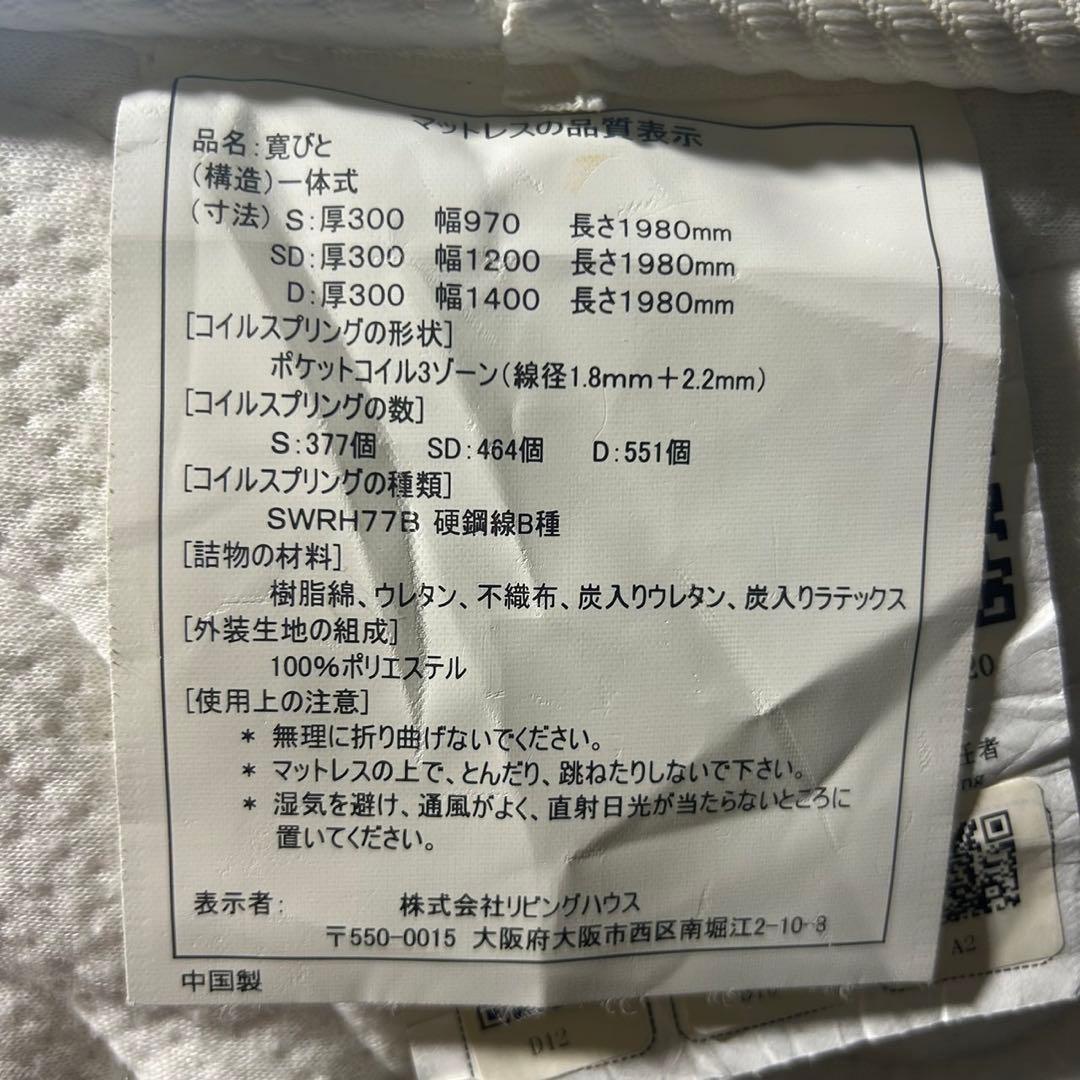 マットレスの品質表示
品名:寛びと
(構造)一体式
(寸法) S:厚300 幅970 長さ1980mm
SD:厚300 幅1200 長さ1980mm
D:厚300 幅1400 長さ1980mm
[コイルスプリングの形状]
ポケットコイル3ゾーン(線径1.8mm+2.2mm)
[コイルスプリングの数]
S:377個 SD:464個 D:551個
[コイルスプリングの種類]
SWRH77B 硬鋼線B種
[詰物の材料]
樹脂綿、ウレタン、不織布、炭入りウレタン、炭入りラテックス
[外装生地の組成]
100%ポリエステル
[使用上の注意]
* 無理に折り曲げないでください。
* マットレスの上で、とんだり、跳ねたりしないで下さい。
* 湿気を避け、通風がよく、直射日光が当たらないところに
置いてください。
表示者: 株式会社リビングハウス
〒550-0015 大阪府大阪市西区南堀江2-10-8
中国製
20
任者
ng
A2
D12